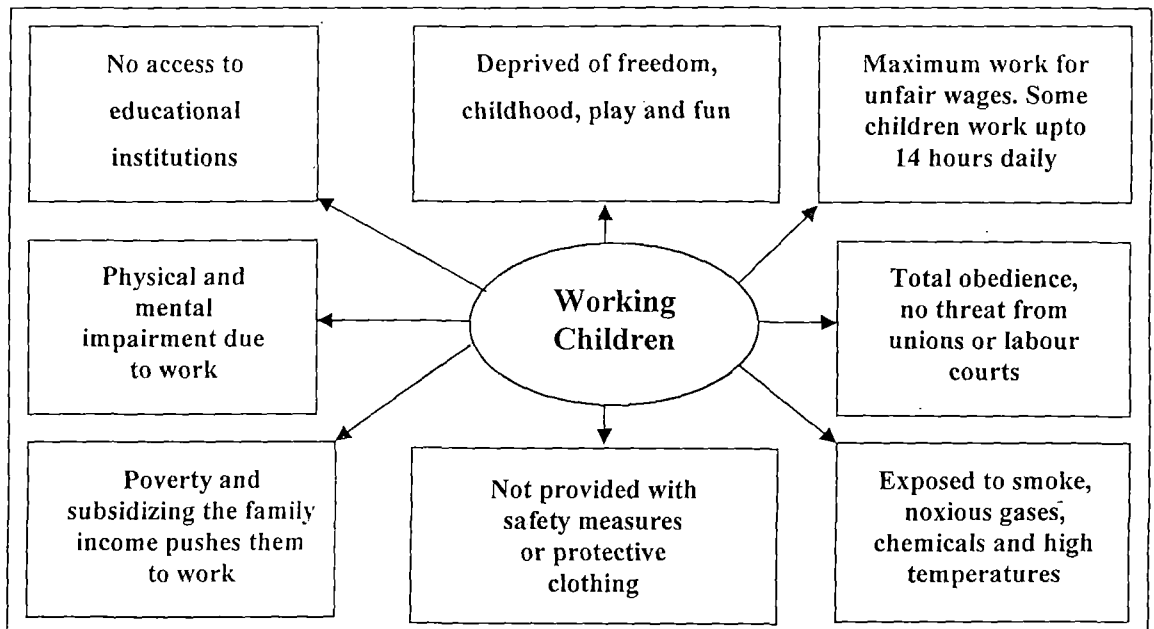 No access to
educational
institutions
Deprived of freedom,
childhood, play and fun
Maximum work for
unfair wages. Some
children work upto
14 hours daily
Physical and
mental
impairment due
to work
Working
Children
Total obedience,
no threat from
unions or labour
courts
Poverty and
subsidizing the family
income pushes them
to work
Not provided with
safety measures
or protective
clothing
Exposed to smoke,
noxious gases,
chemicals and high
temperatures